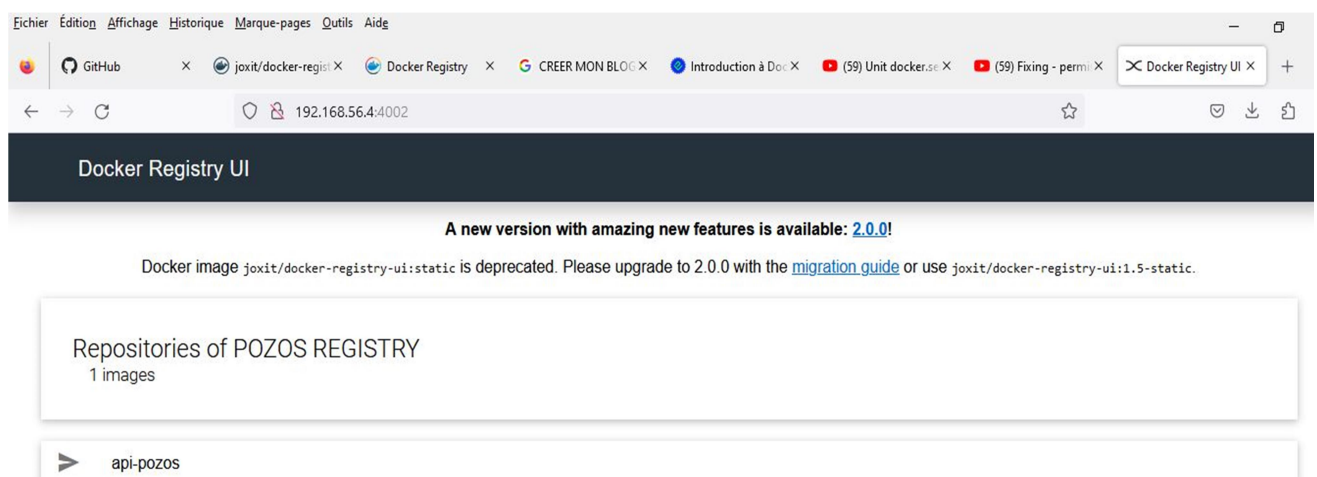 Fichier Édition Affichage Historique Marque-pages Outils Aide
GitHub joxit/docker-regist Docker Registry CREER MON BLOG Introduction à Doc (59) Unit docker.se (59) Fixing - permi Docker Registry UI
192.168.56.4:4002
Docker Registry UI
A new version with amazing new features is available: 2.0.0!
Docker image joxit/docker-registry-ui:static is deprecated. Please upgrade to 2.0.0 with the migration guide or use joxit/docker-registry-ui:1.5-static.
Repositories of POZOS REGISTRY
1 images
api-pozos